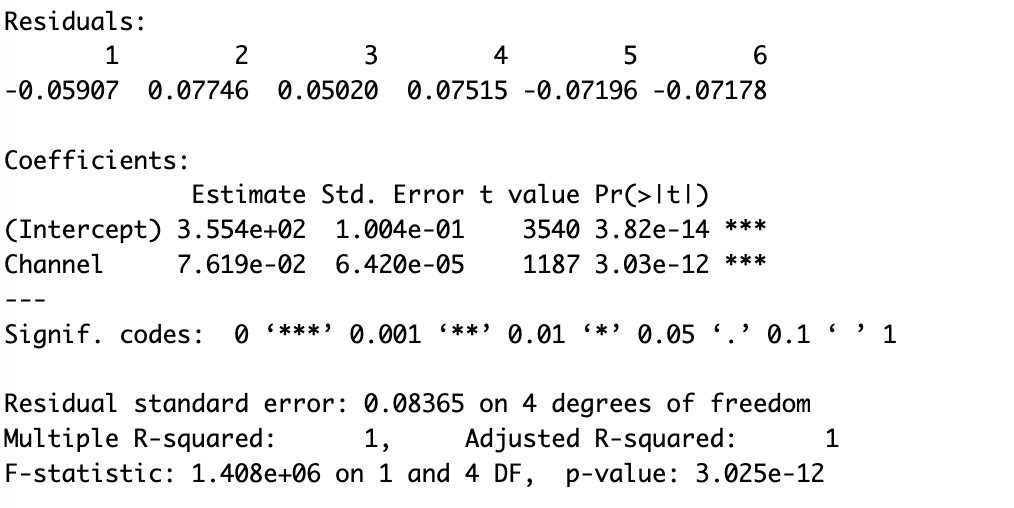 Residuals:
       1        2        3        4        5        6
-0.05907  0.07746  0.05020  0.07515 -0.07196 -0.07178

Coefficients:
             Estimate Std. Error t value Pr(>|t|)
(Intercept) 3.554e+02  1.004e-01    3540 3.82e-14 ***
Channel     7.619e-02  6.420e-05    1187 3.03e-12 ***
---
Signif. codes:  0 ‘***’ 0.001 ‘**’ 0.01 ‘*’ 0.05 ‘.’ 0.1 ‘ ’ 1

Residual standard error: 0.08365 on 4 degrees of freedom
Multiple R-squared:      1,	Adjusted R-squared:      1
F-statistic: 1.408e+06 on 1 and 4 DF,  p-value: 3.025e-12